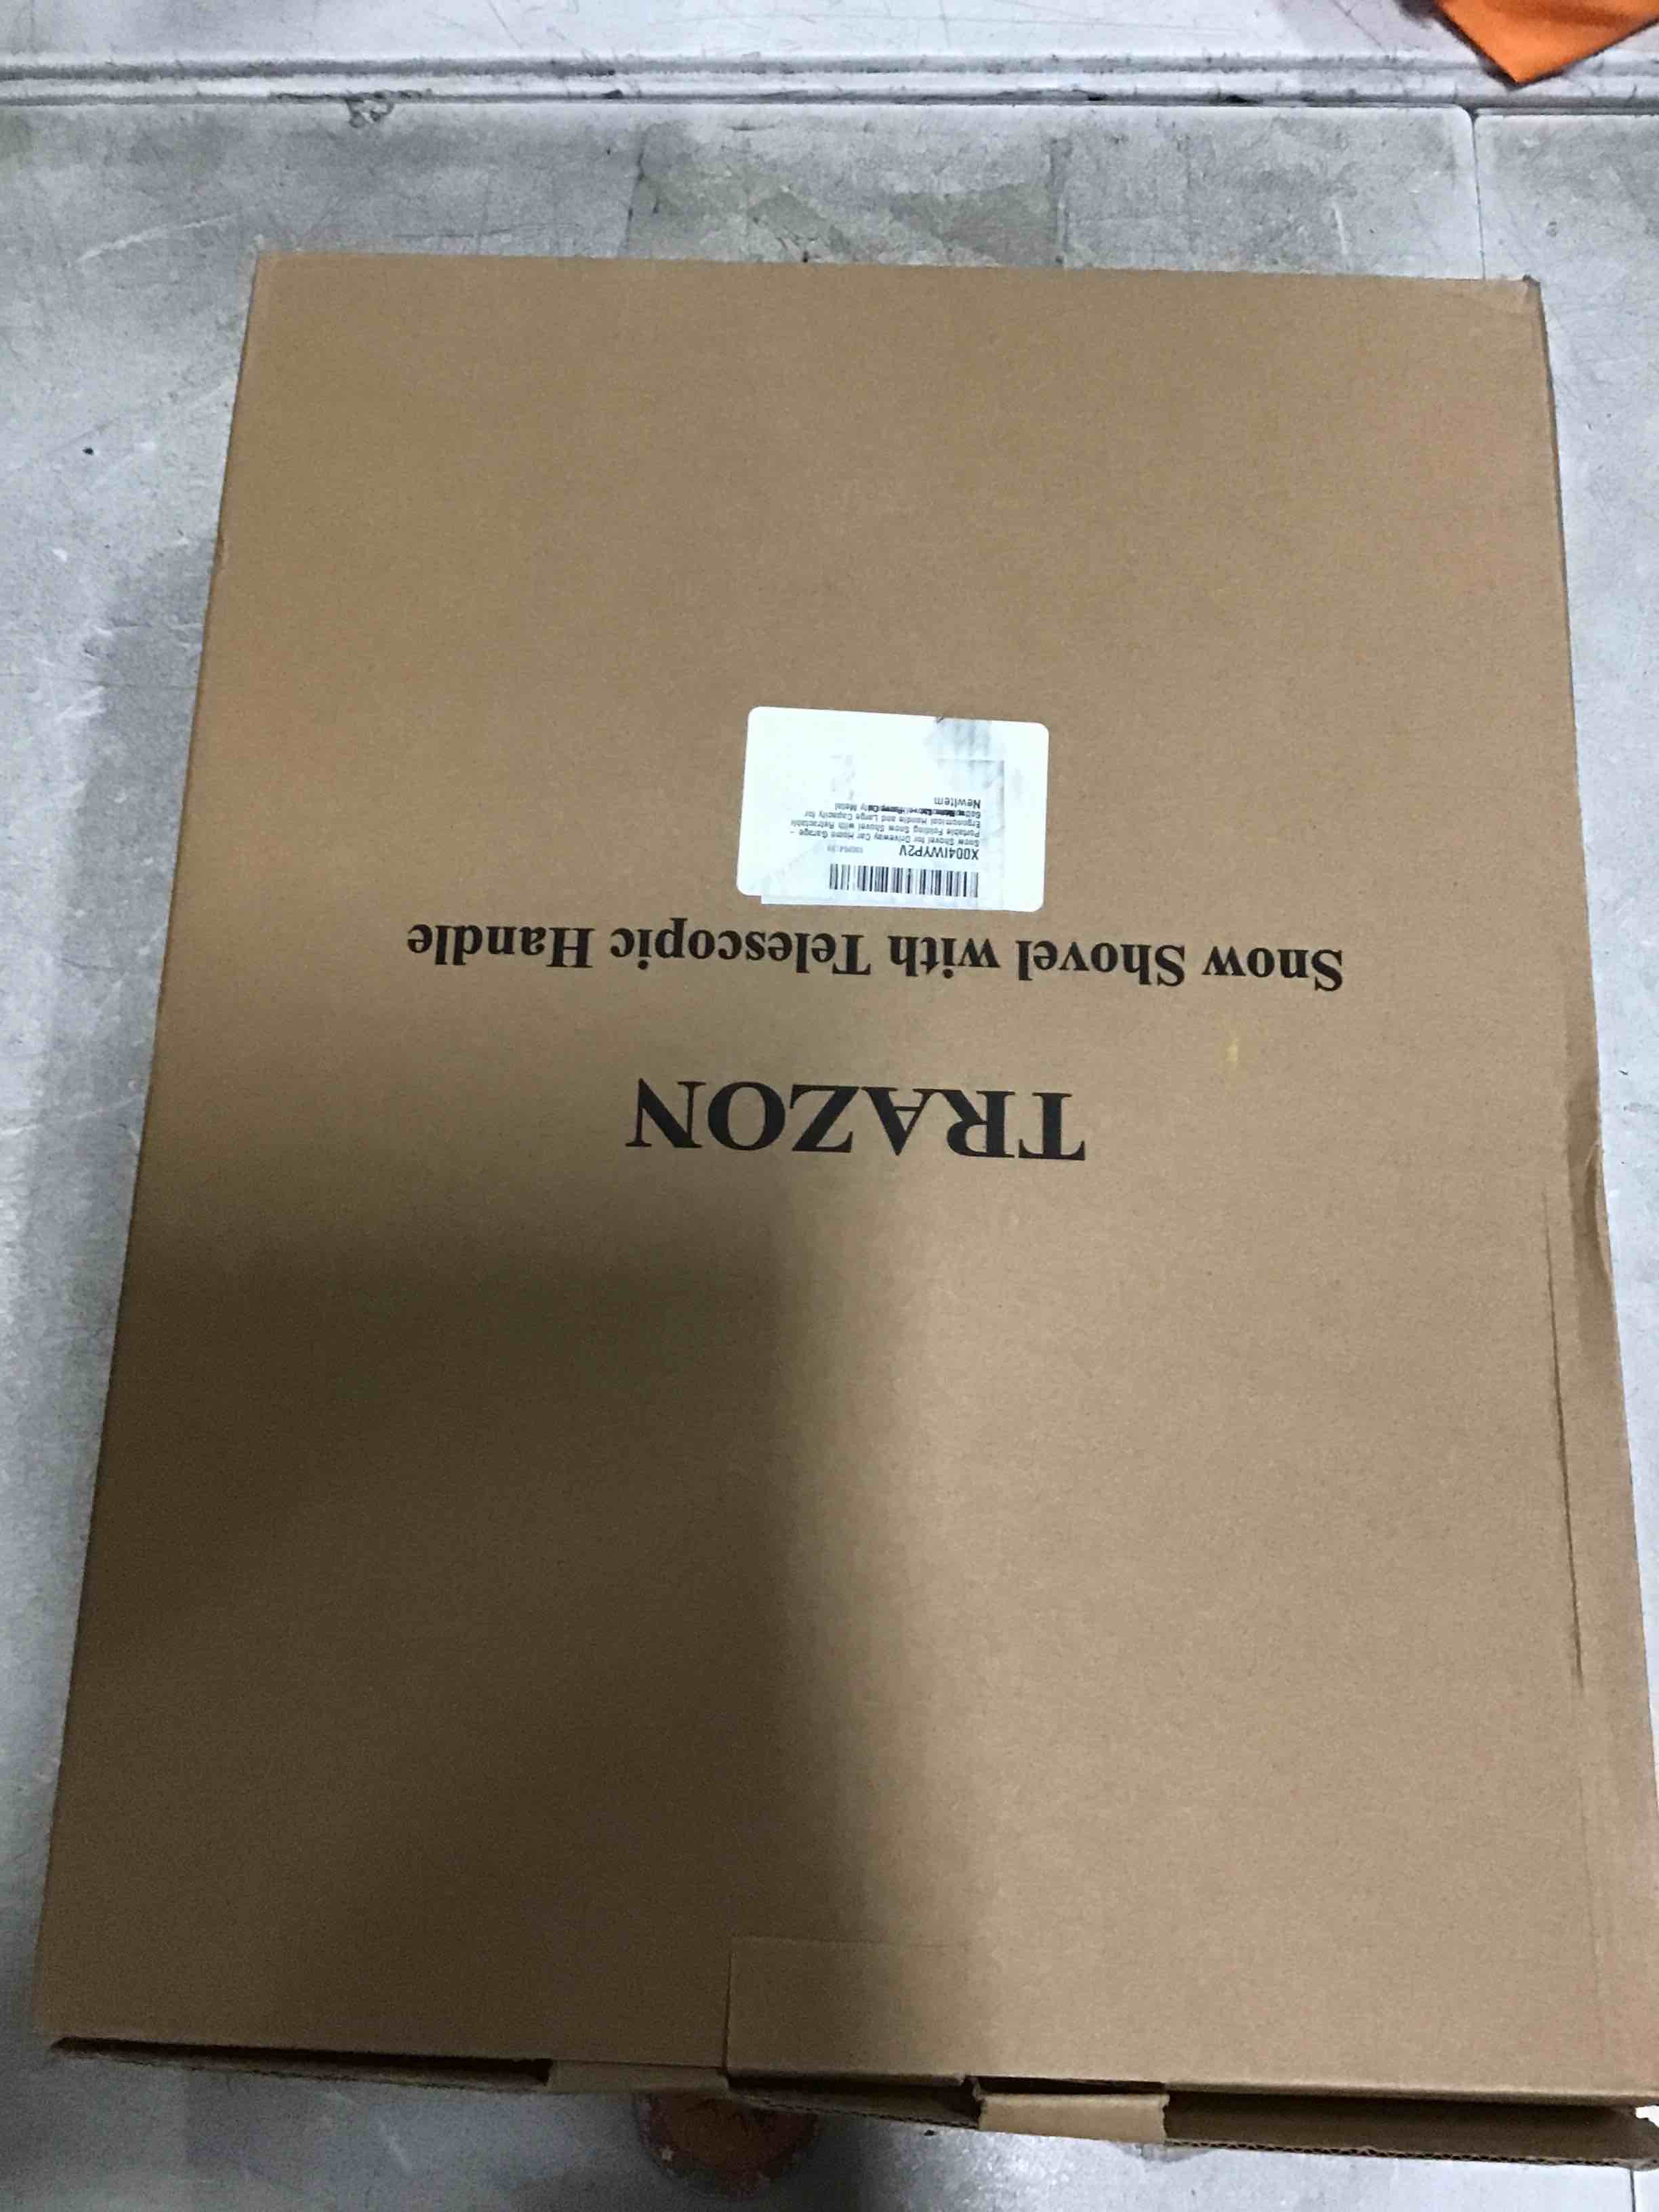 TRAZON
Snow Shovel with Telescopic Handle
X004IWYP2V
Snow Shovel for Driveway Car Home Garage -
Portable Folding Snow Shovel with Retractable
Ergonomical Handle and Large Capacity for
NewItem